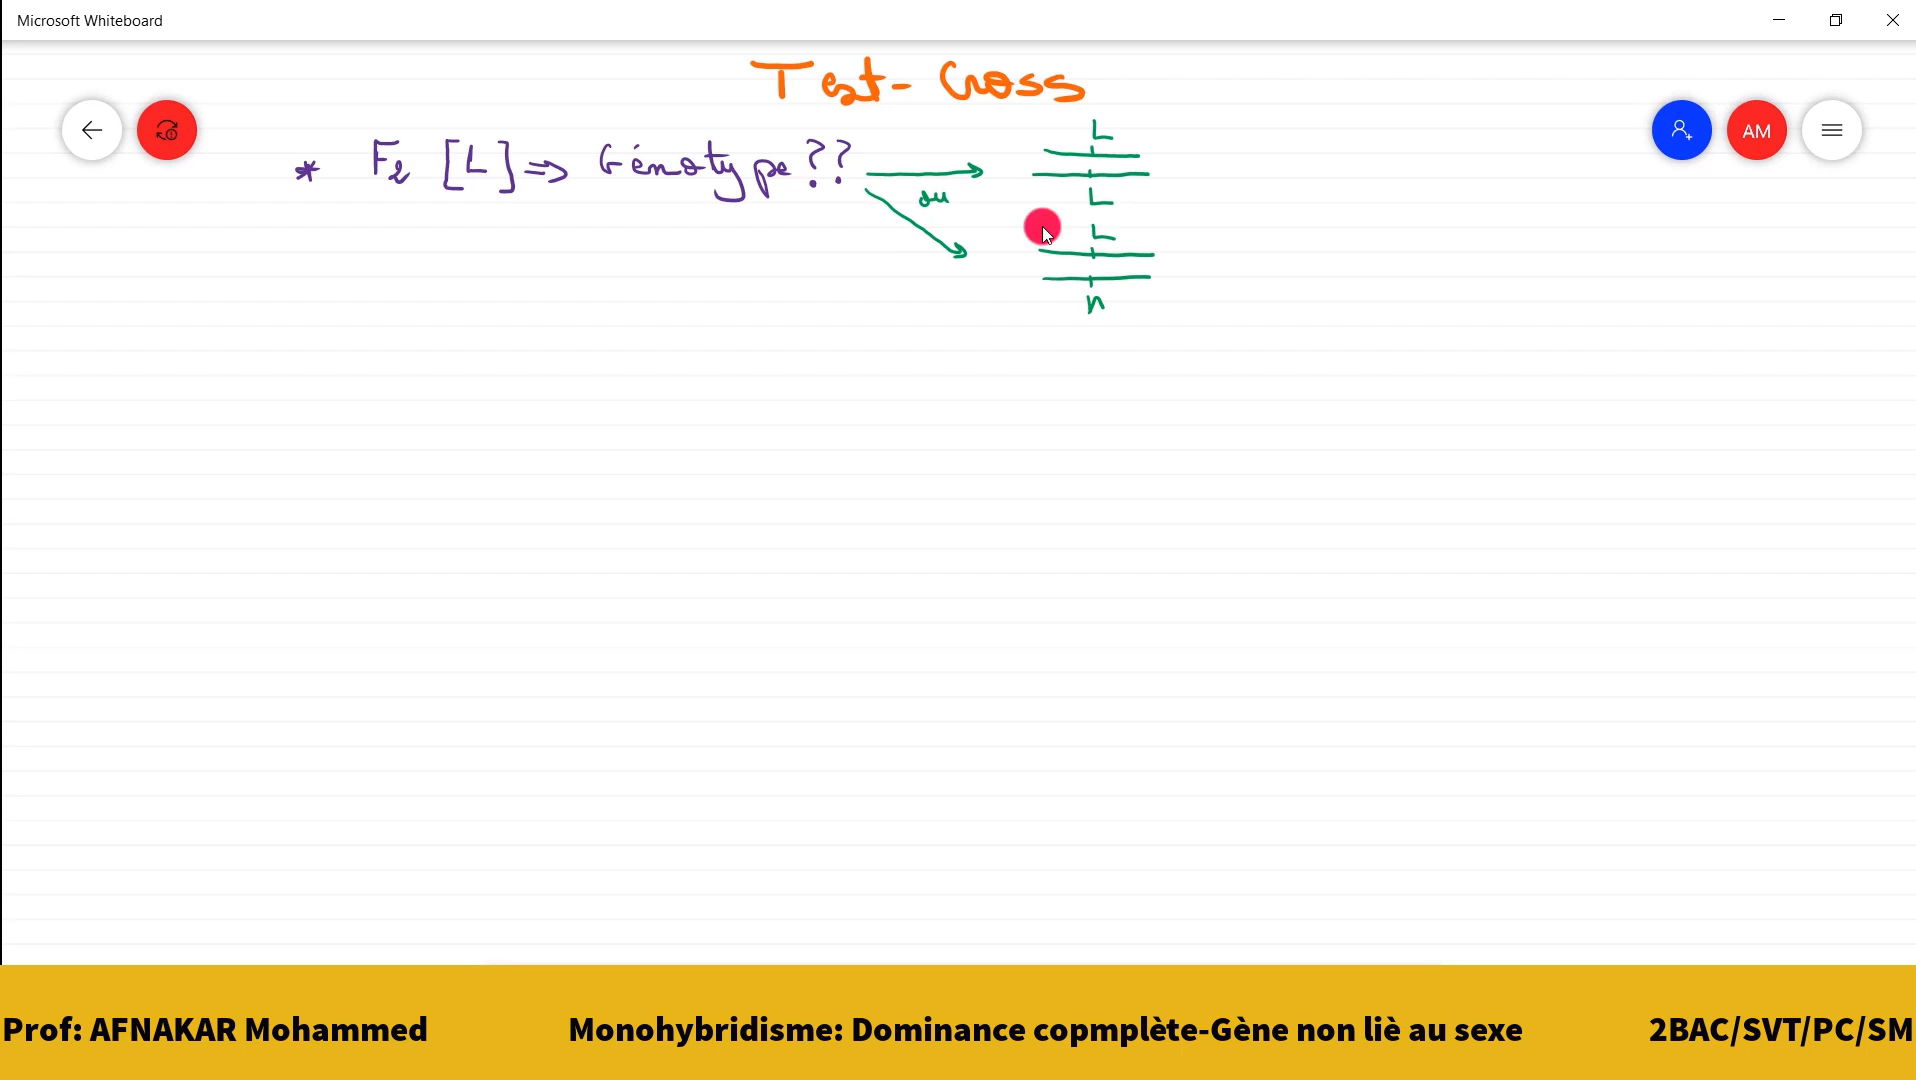 Microsoft Whiteboard
Test-Cross
AM
* F2 [L] => Génotype??
ou
L
L
L
n
Prof: AFNAKAR Mohammed
Monohybridisme: Dominance copmplète-Gène non liè au sexe
2BAC/SVT/PC/SM